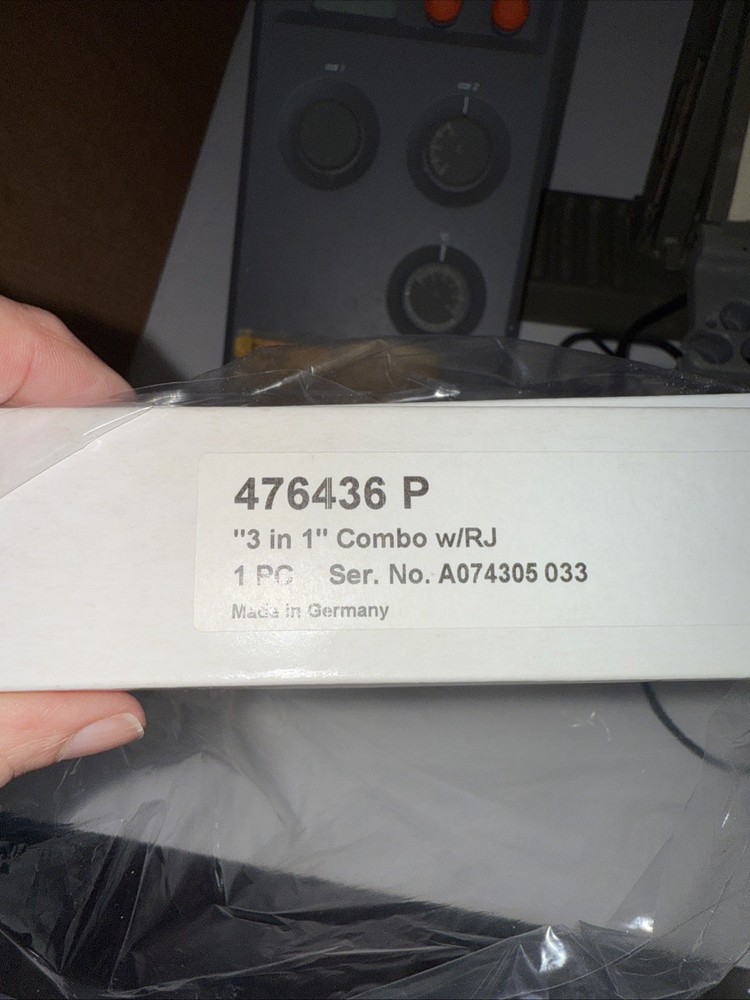 476436 P
"3 in 1" Combo w/RJ
1 PC Ser. No. A074305 033
Made in Germany